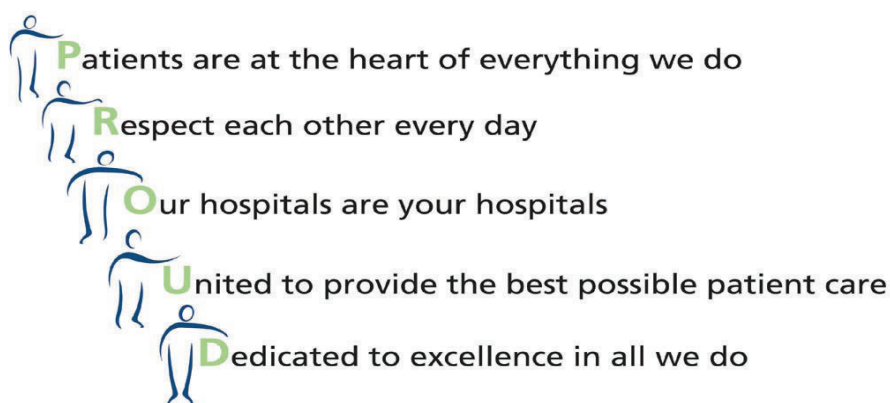 Patients are at the heart of everything we do
Respect each other every day
Our hospitals are your hospitals
United to provide the best possible patient care
Dedicated to excellence in all we do